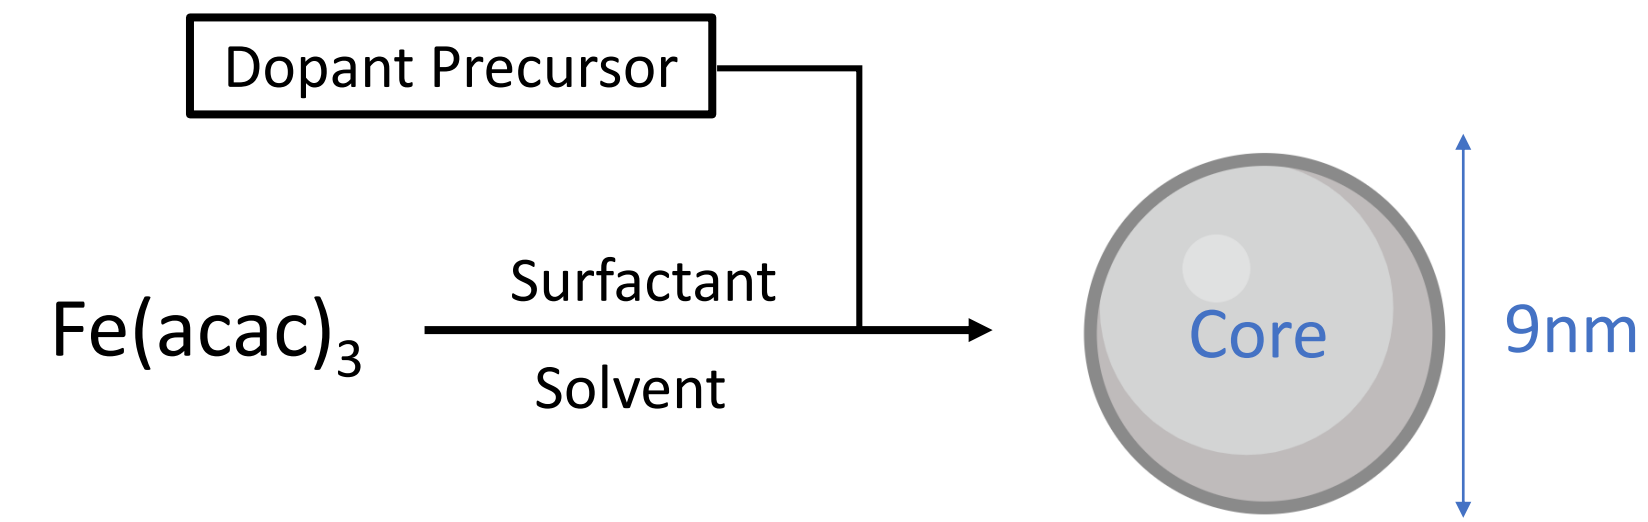 Dopant Precursor
Surfactant
Fe(acac)₃
Solvent
Core
9nm